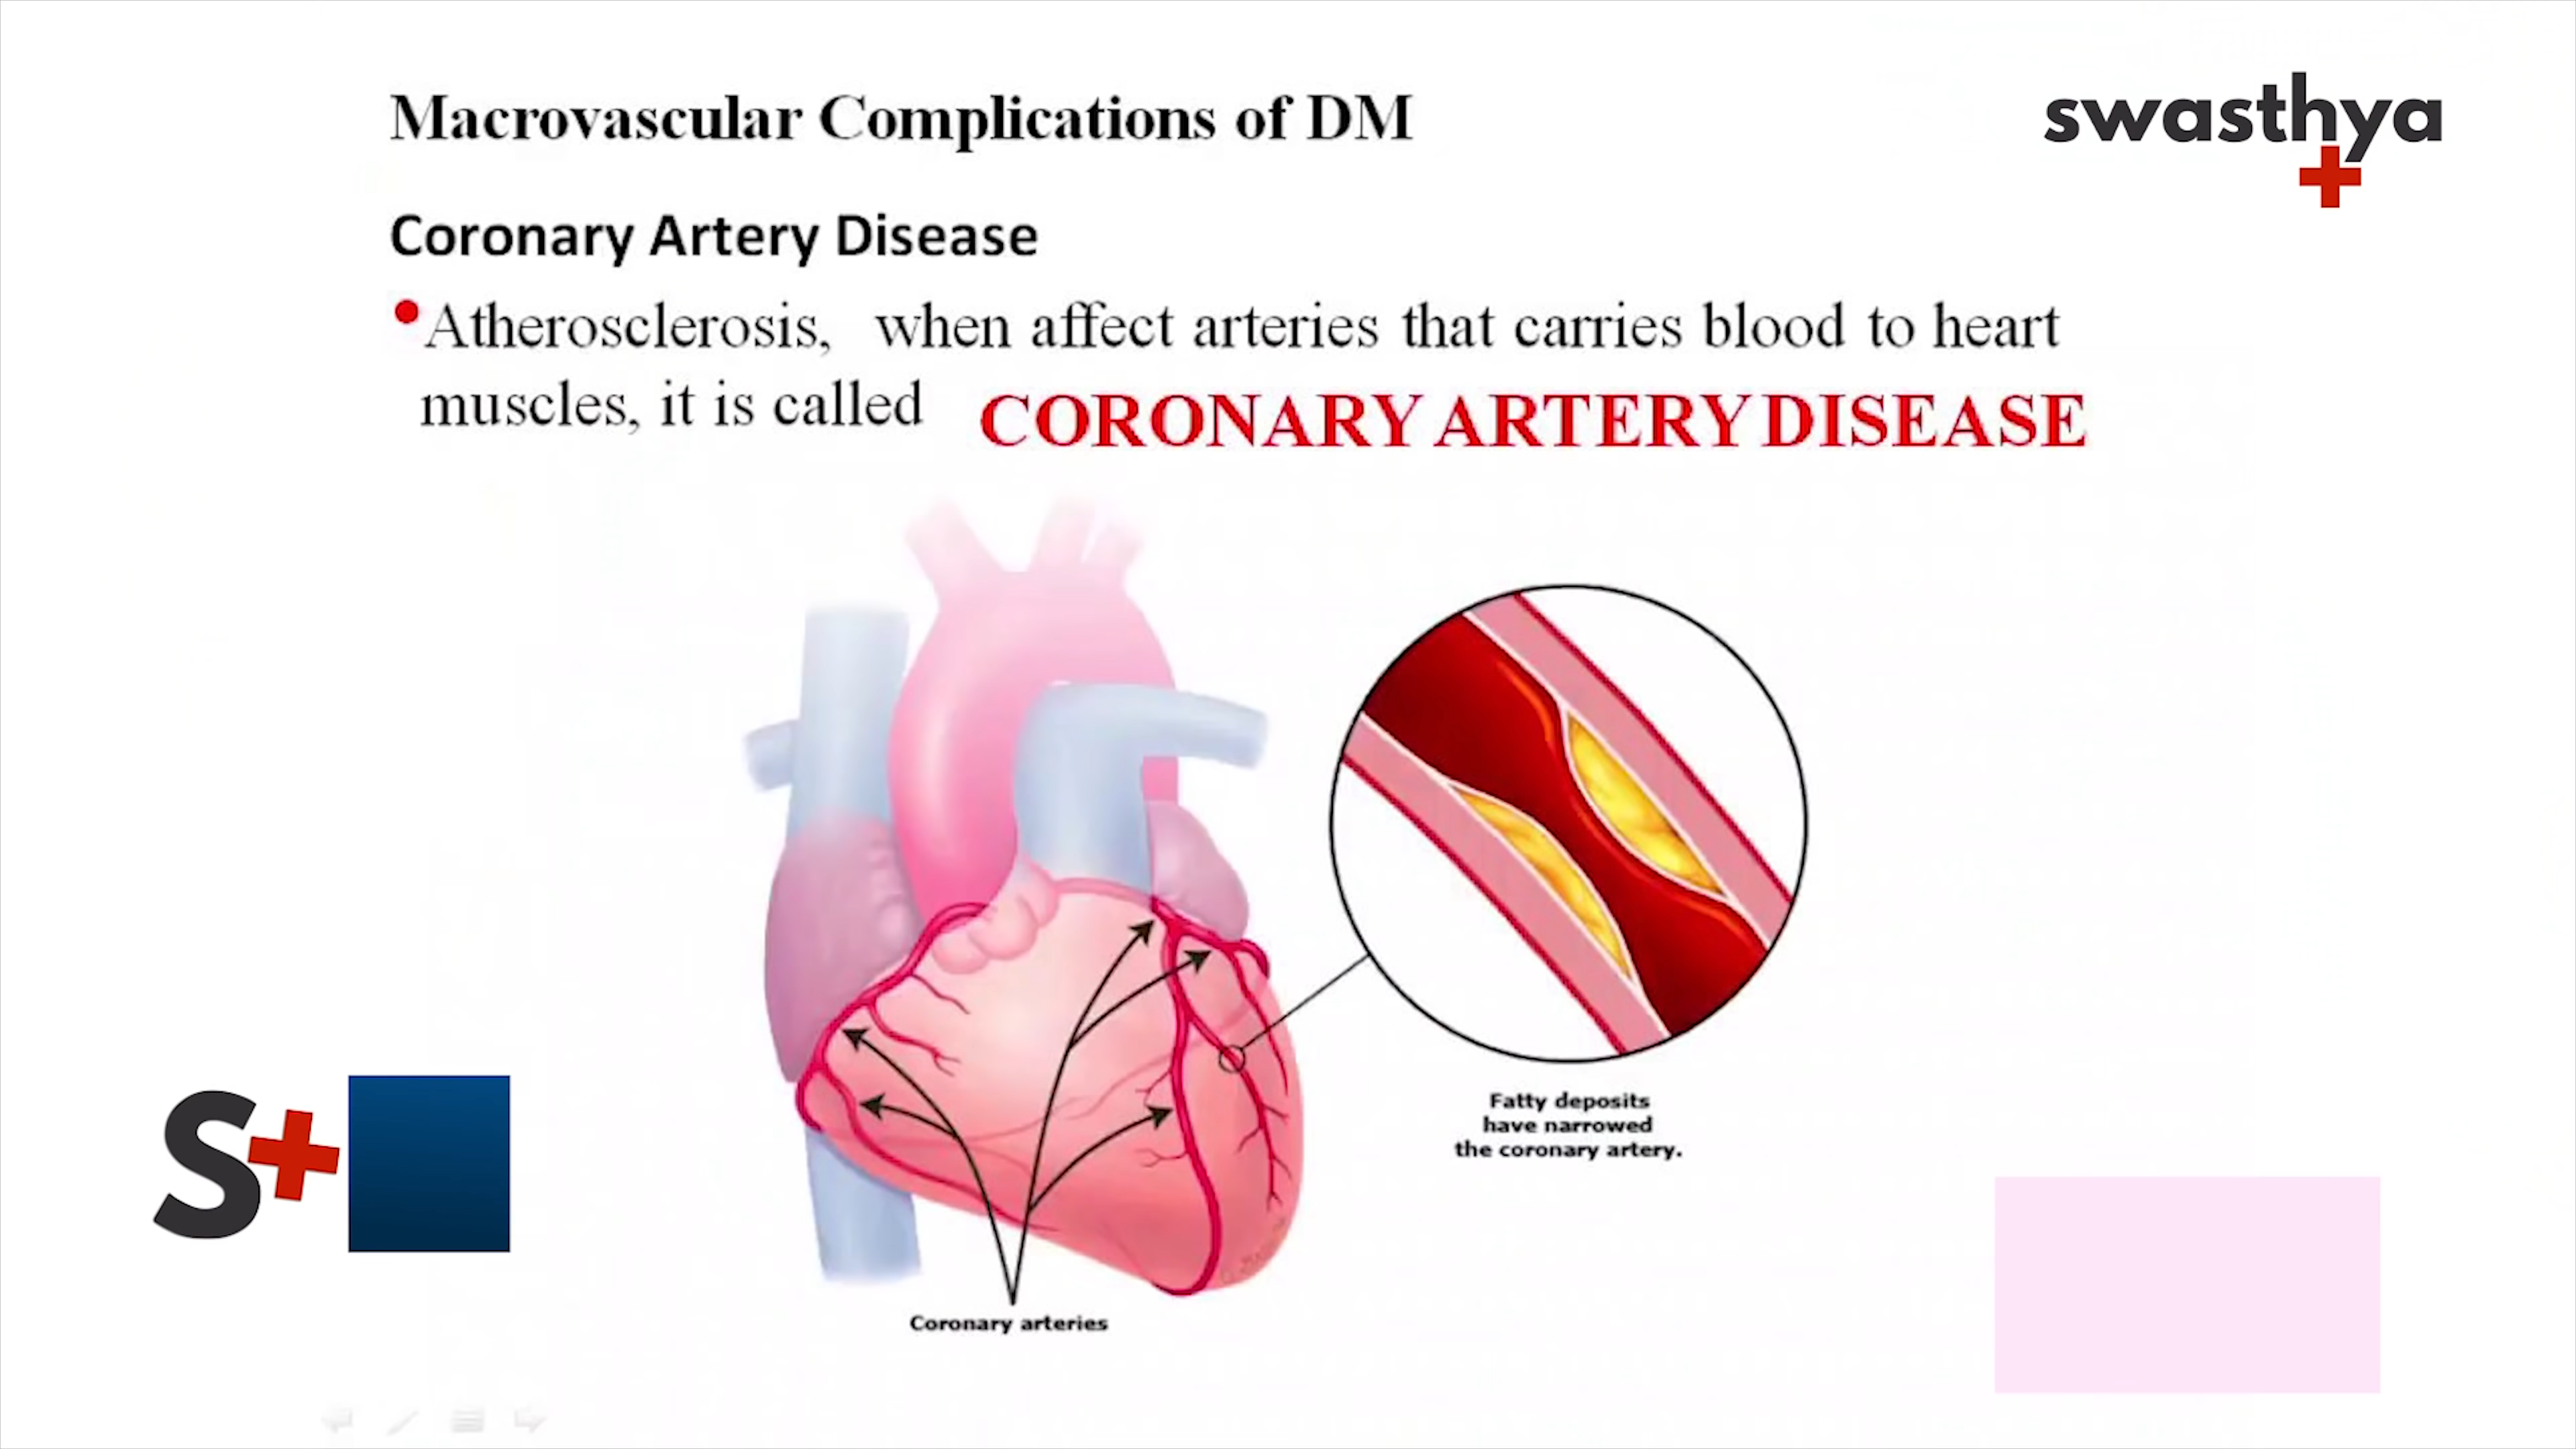 Macrovascular Complications of DM
swasthya
Coronary Artery Disease
•Atherosclerosis, when affect arteries that carries blood to heart
muscles, it is called CORONARY ARTERY DISEASE
Fatty deposits
have narrowed
the coronary artery.
S+
Coronary arteries